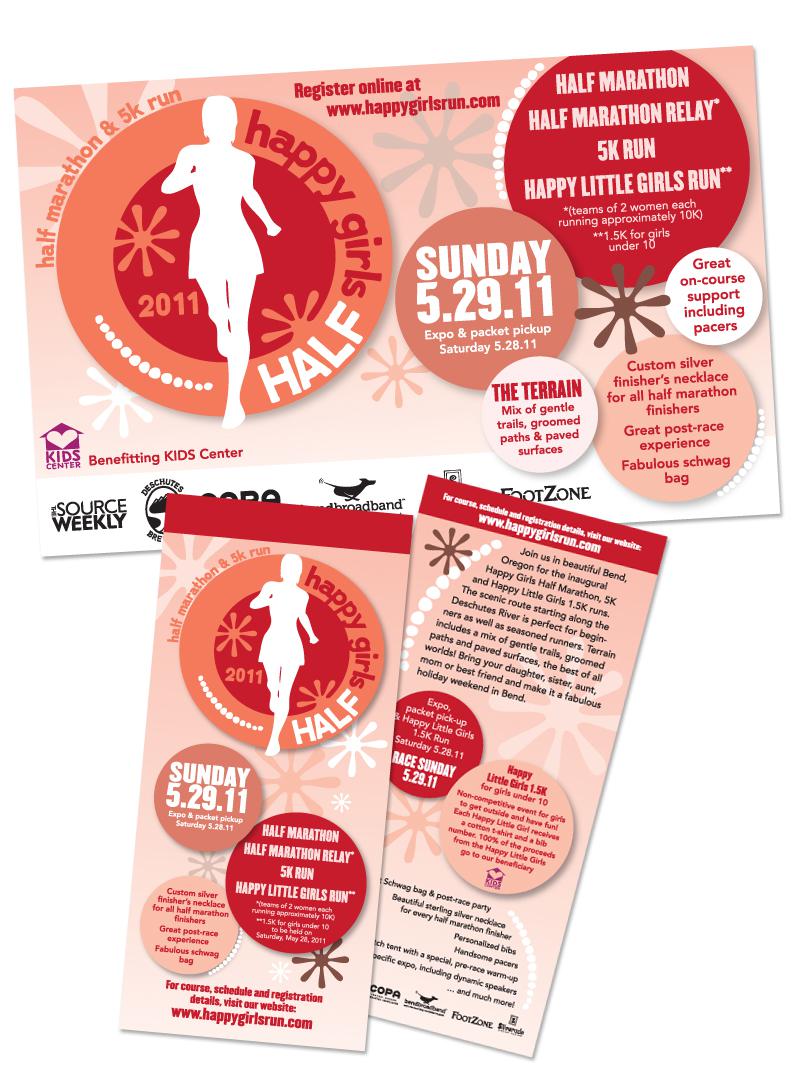 half marathon & 5k run
happy girls
HALF
2011
Register online at
www.happygirlsrun.com
HALF MARATHON
HALF MARATHON RELAY*
5K RUN
HAPPY LITTLE GIRLS RUN**
*(teams of 2 women each
running approximately 10K)
**1.5K for girls
under 10
SUNDAY
5.29.11
Expo & packet pickup
Saturday 5.28.11
Great
on-course
support
including
pacers
THE TERRAIN
Mix of gentle
trails, groomed
paths & paved
surfaces
Custom silver
finisher's necklace
for all half marathon
finishers
Great post-race
experience
Fabulous schwag
bag
KIDS
CENTER
Benefitting KIDS Center
THE SOURCE
WEEKLY
DESCHUTES
BRE
COPA
ndbroadband
FOOTZONE
half marathon & 5k run
happy girls
HALF
2011
SUNDAY
5.29.11
Expo & packet pickup
Saturday 5.28.11
HALF MARATHON
HALF MARATHON RELAY*
5K RUN
HAPPY LITTLE GIRLS RUN**
*(teams of 2 women each
running approximately 10K)
**1.5K for girls under 10
to be held on
Saturday, May 28, 2011
Custom silver
finisher's necklace
for all half marathon
finishers
Great post-race
experience
Fabulous schwag
bag
For course, schedule and registration
details, visit our website:
www.happygirlsrun.com
For course, schedule and registration details, visit our website:
www.happygirlsrun.com
Join us in beautiful Bend,
Oregon for the inaugural
Happy Girls Half Marathon, 5K
and Happy Little Girls 1.5K runs.
The scenic route starting along the
Deschutes River is perfect for begin-
ners as well as seasoned runners. Terrain
includes a mix of gentle trails, groomed
paths and paved surfaces, the best of all
worlds! Bring your daughter, sister, aunt,
mom or best friend and make it a fabulous
holiday weekend in Bend.
Expo,
packet pick-up
& Happy Little Girls
1.5K Run
Saturday 5.28.11
RACE SUNDAY
5.29.11
Happy
Little Girls 1.5K
for girls under 10
Non-competitive event for girls
to get outside and have fun!
Each Happy Little Girl receives
a cotton t-shirt and a bib
number. 100% of the proceeds
from the Happy Little Girls
go to our beneficiary
KIDS
CENTER
Schwag bag & post-race party
Beautiful sterling silver necklace
for every half marathon finisher
Personalized bibs
Handsome pacers
ch tent with a special, pre-race warm-up
pecific expo, including dynamic speakers
... and much more!
COPA
bendbroadband
FOOTZONE
Silverado